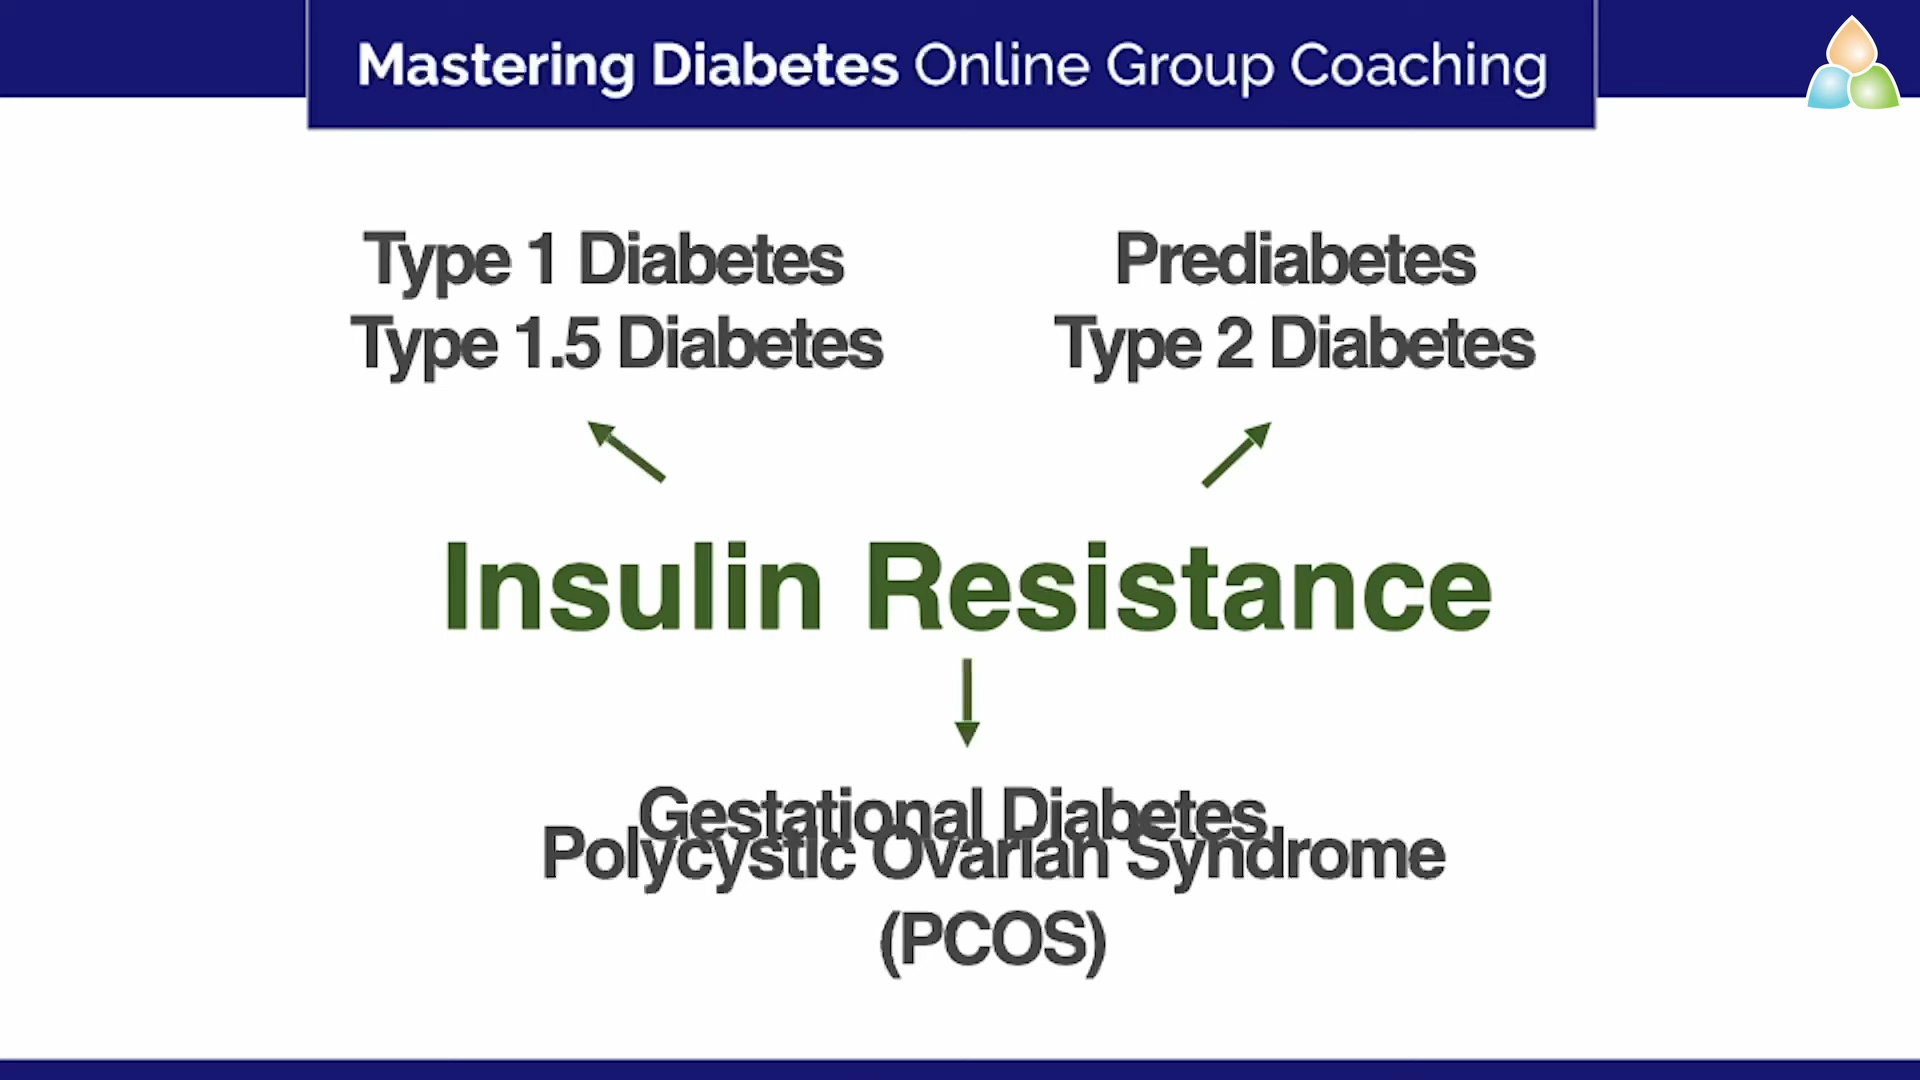 Mastering Diabetes Online Group Coaching
Type 1 Diabetes
Type 1.5 Diabetes
Prediabetes
Type 2 Diabetes
Insulin Resistance
Gestational Diabetes
Polycystic Ovarian Syndrome
(PCOS)